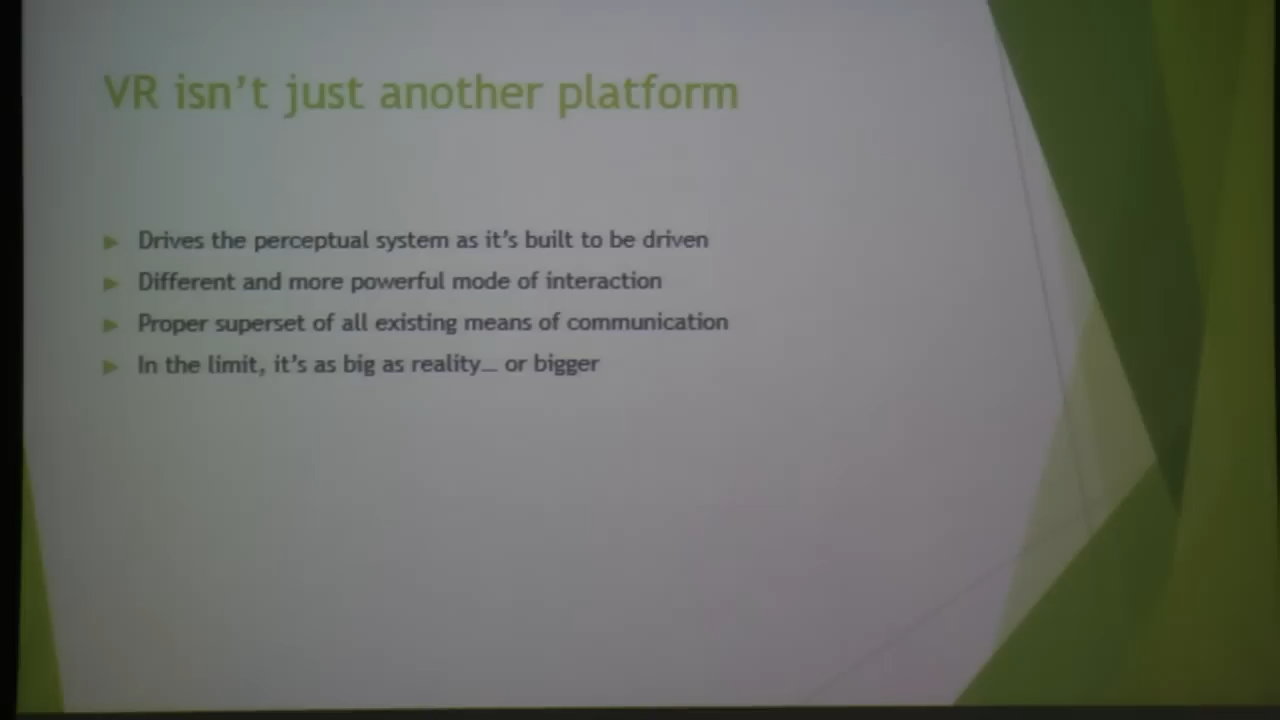 VR isn't just another platform
Drives the perceptual system as it's built to be driven
Different and more powerful mode of interaction
Proper superset of all existing means of communication
In the limit, it's as big as reality… or bigger